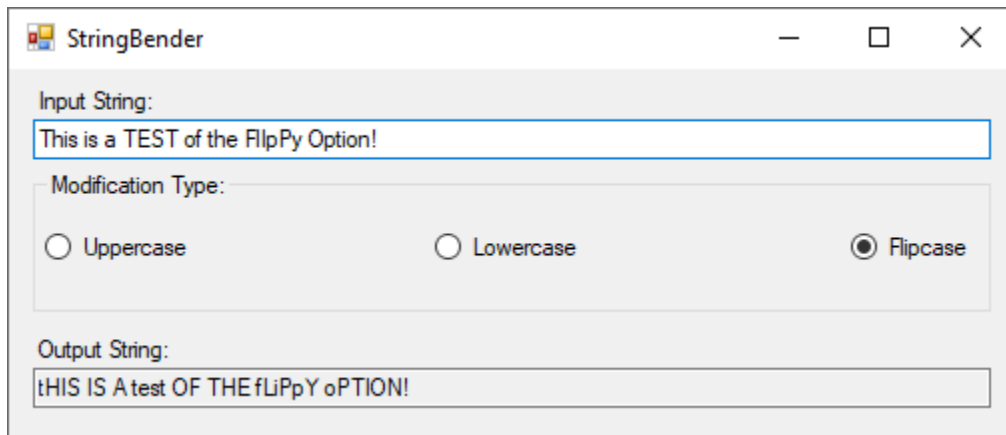 StringBender
Input String:
This is a TEST of the FlIpPy Option!
Modification Type:
Uppercase Lowercase Flipcase
Output String:
tHIS IS A test OF THE fLiPpY oPTION!